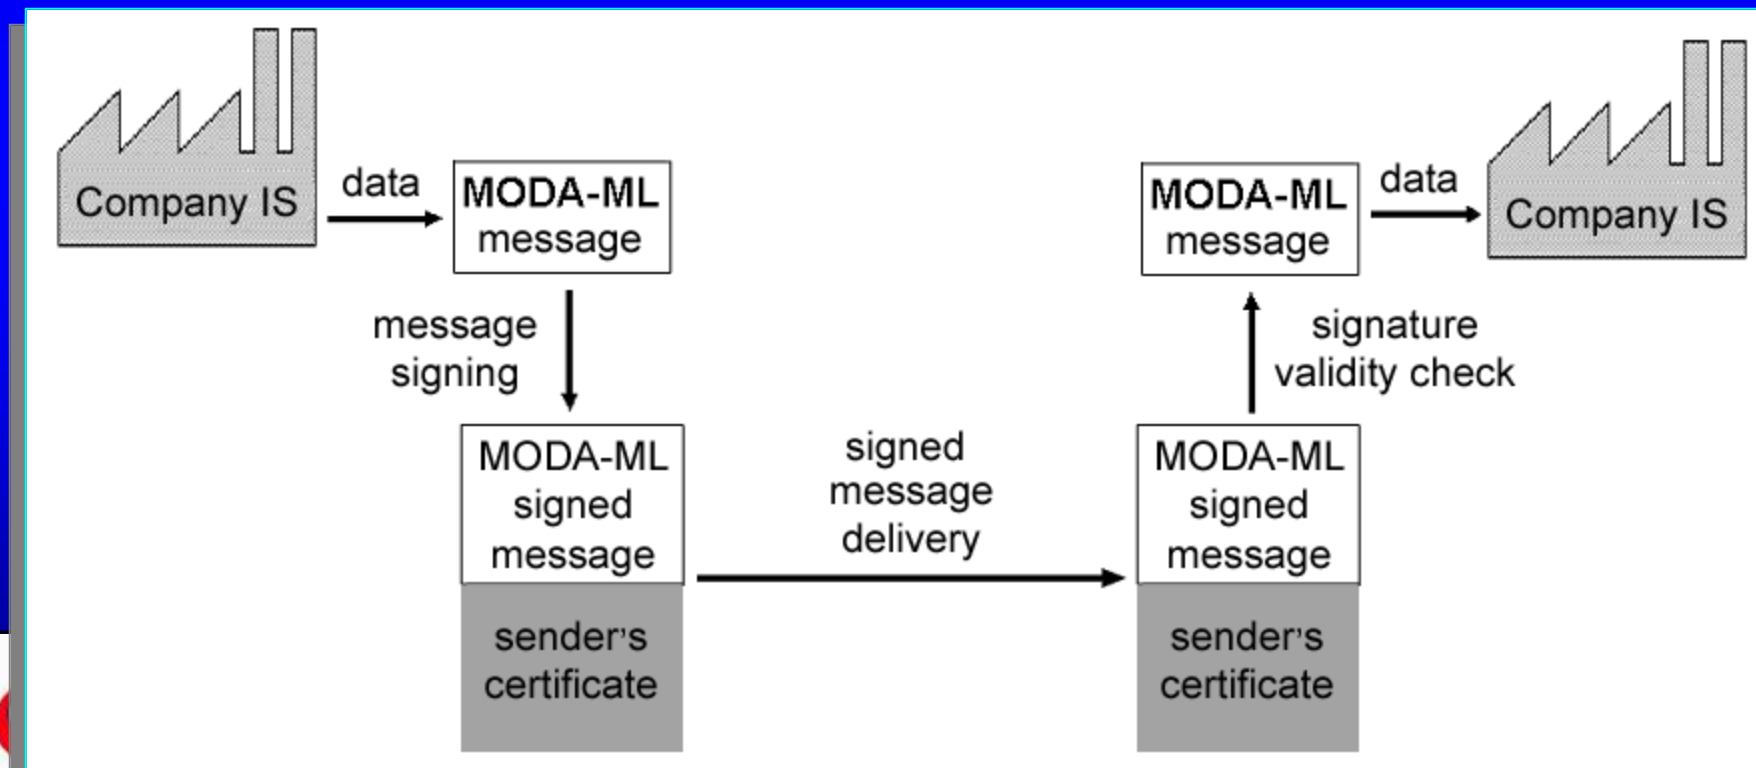 Company IS
data
MODA-ML
message
message
signing
MODA-ML
signed
message
sender's
certificate
signed
message
delivery
MODA-ML
message
data
Company IS
signature
validity check
MODA-ML
signed
message
sender's
certificate